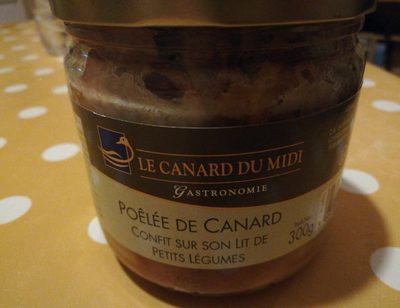 LE CANARD DU MIDI
GASTRONOMIE
POÊLÉE DE CANARD
CONFIT SUR SON LIT DE
PETITS LÉGUMES
300g